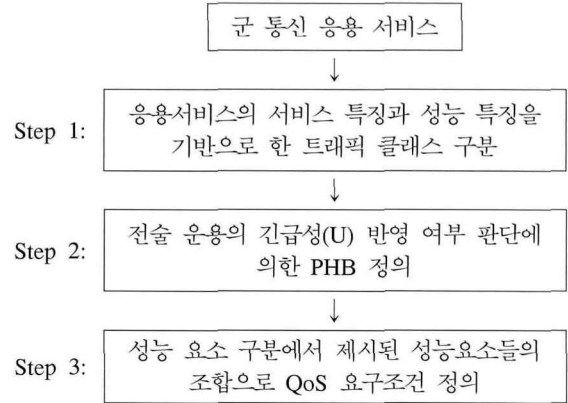 군 통신 응용 서비스
↓
Step 1: 응용서비스의 서비스 특징과 성능 특징을
기반으로 한 트래픽 클래스 구분
↓
Step 2: 전술 운용의 긴급성(U) 반영 여부 판단에
의한 PHB 정의
↓
Step 3: 성능 요소 구분에서 제시된 성능요소들의
조합으로 QoS 요구조건 정의